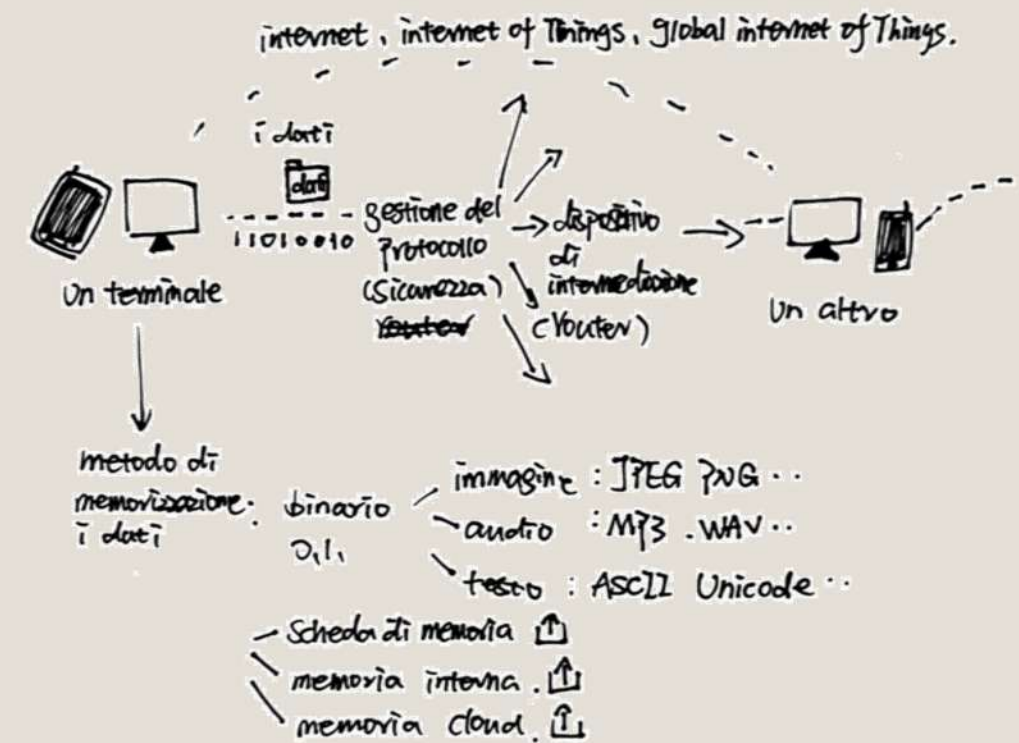 internet, internet of Things, global internet of Things.
i dati
dati
11010010
gestione del
protocollo
(Sicurezza)
router
dispositivo
di
intermediazione
(router)
un terminale
un altro
metodo di
memorizzazione.
i dati
binario
0,1,
immagine : JPEG PNG ..
audio : MP3 . WAV ..
testo : ASCII Unicode ..
Scheda di memoria
memoria interna .
memoria cloud .